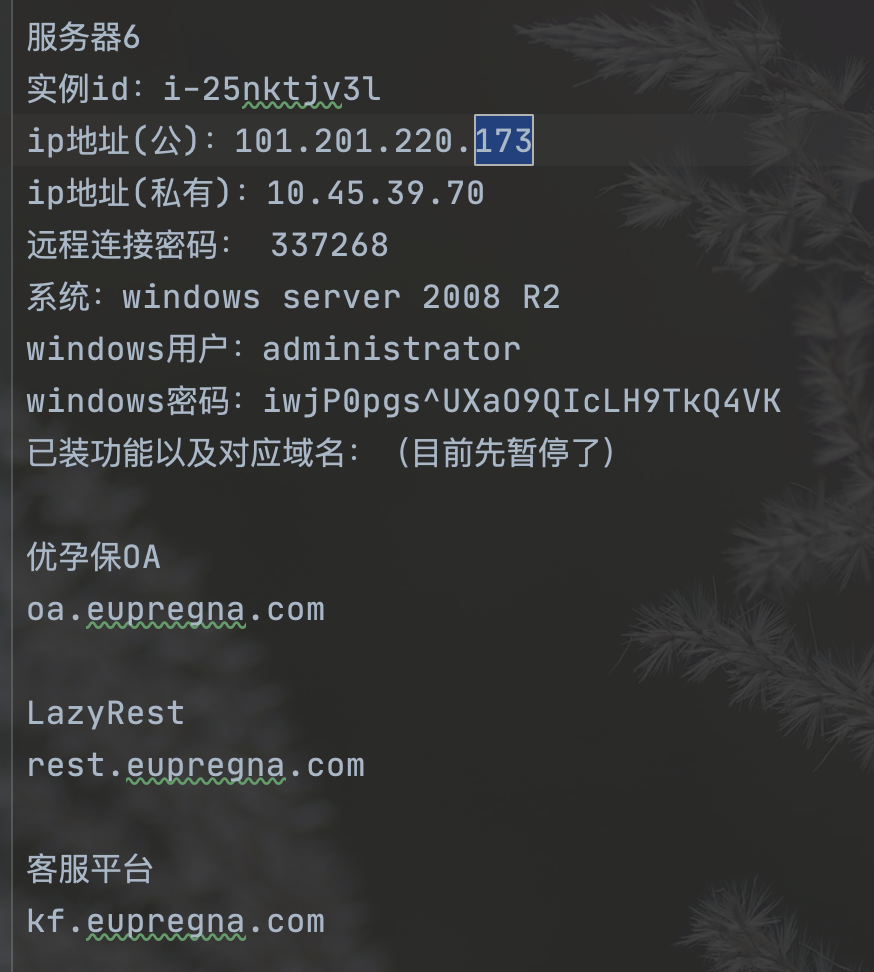 服务器6
实例id：i-25nktjv3l
ip地址(公)：101.201.220.173
ip地址(私有)：10.45.39.70
远程连接密码： 337268
系统：windows server 2008 R2
windows用户：administrator
windows密码：iwjP0pgs^UXaO9QIcLH9TkQ4VK
已装功能以及对应域名：（目前先暂停了）
优孕保OA
oa.eupregna.com
LazyRest
rest.eupregna.com
客服平台
kf.eupregna.com